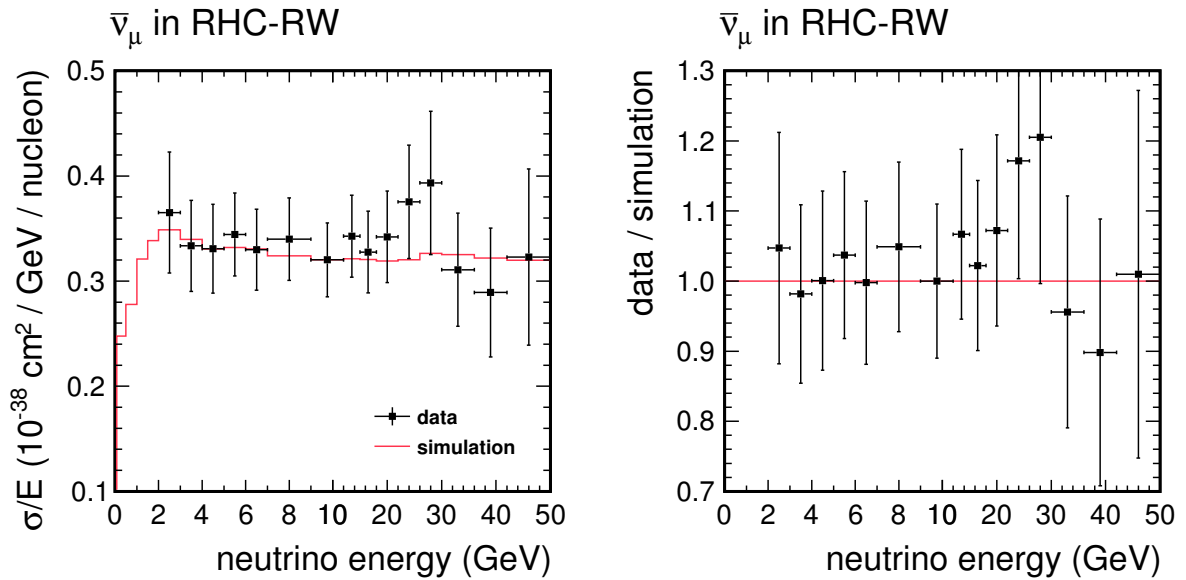 ν̄μ in RHC-RW
σ/E (10⁻³⁸ cm² / GeV / nucleon)
0.5
0.4
0.3
0.2
0.1
data
simulation
0 2 4 6 8 10 20 30 40 50
neutrino energy (GeV)
ν̄μ in RHC-RW
data / simulation
1.3
1.2
1.1
1.0
0.9
0.8
0.7
0 2 4 6 8 10 20 30 40 50
neutrino energy (GeV)